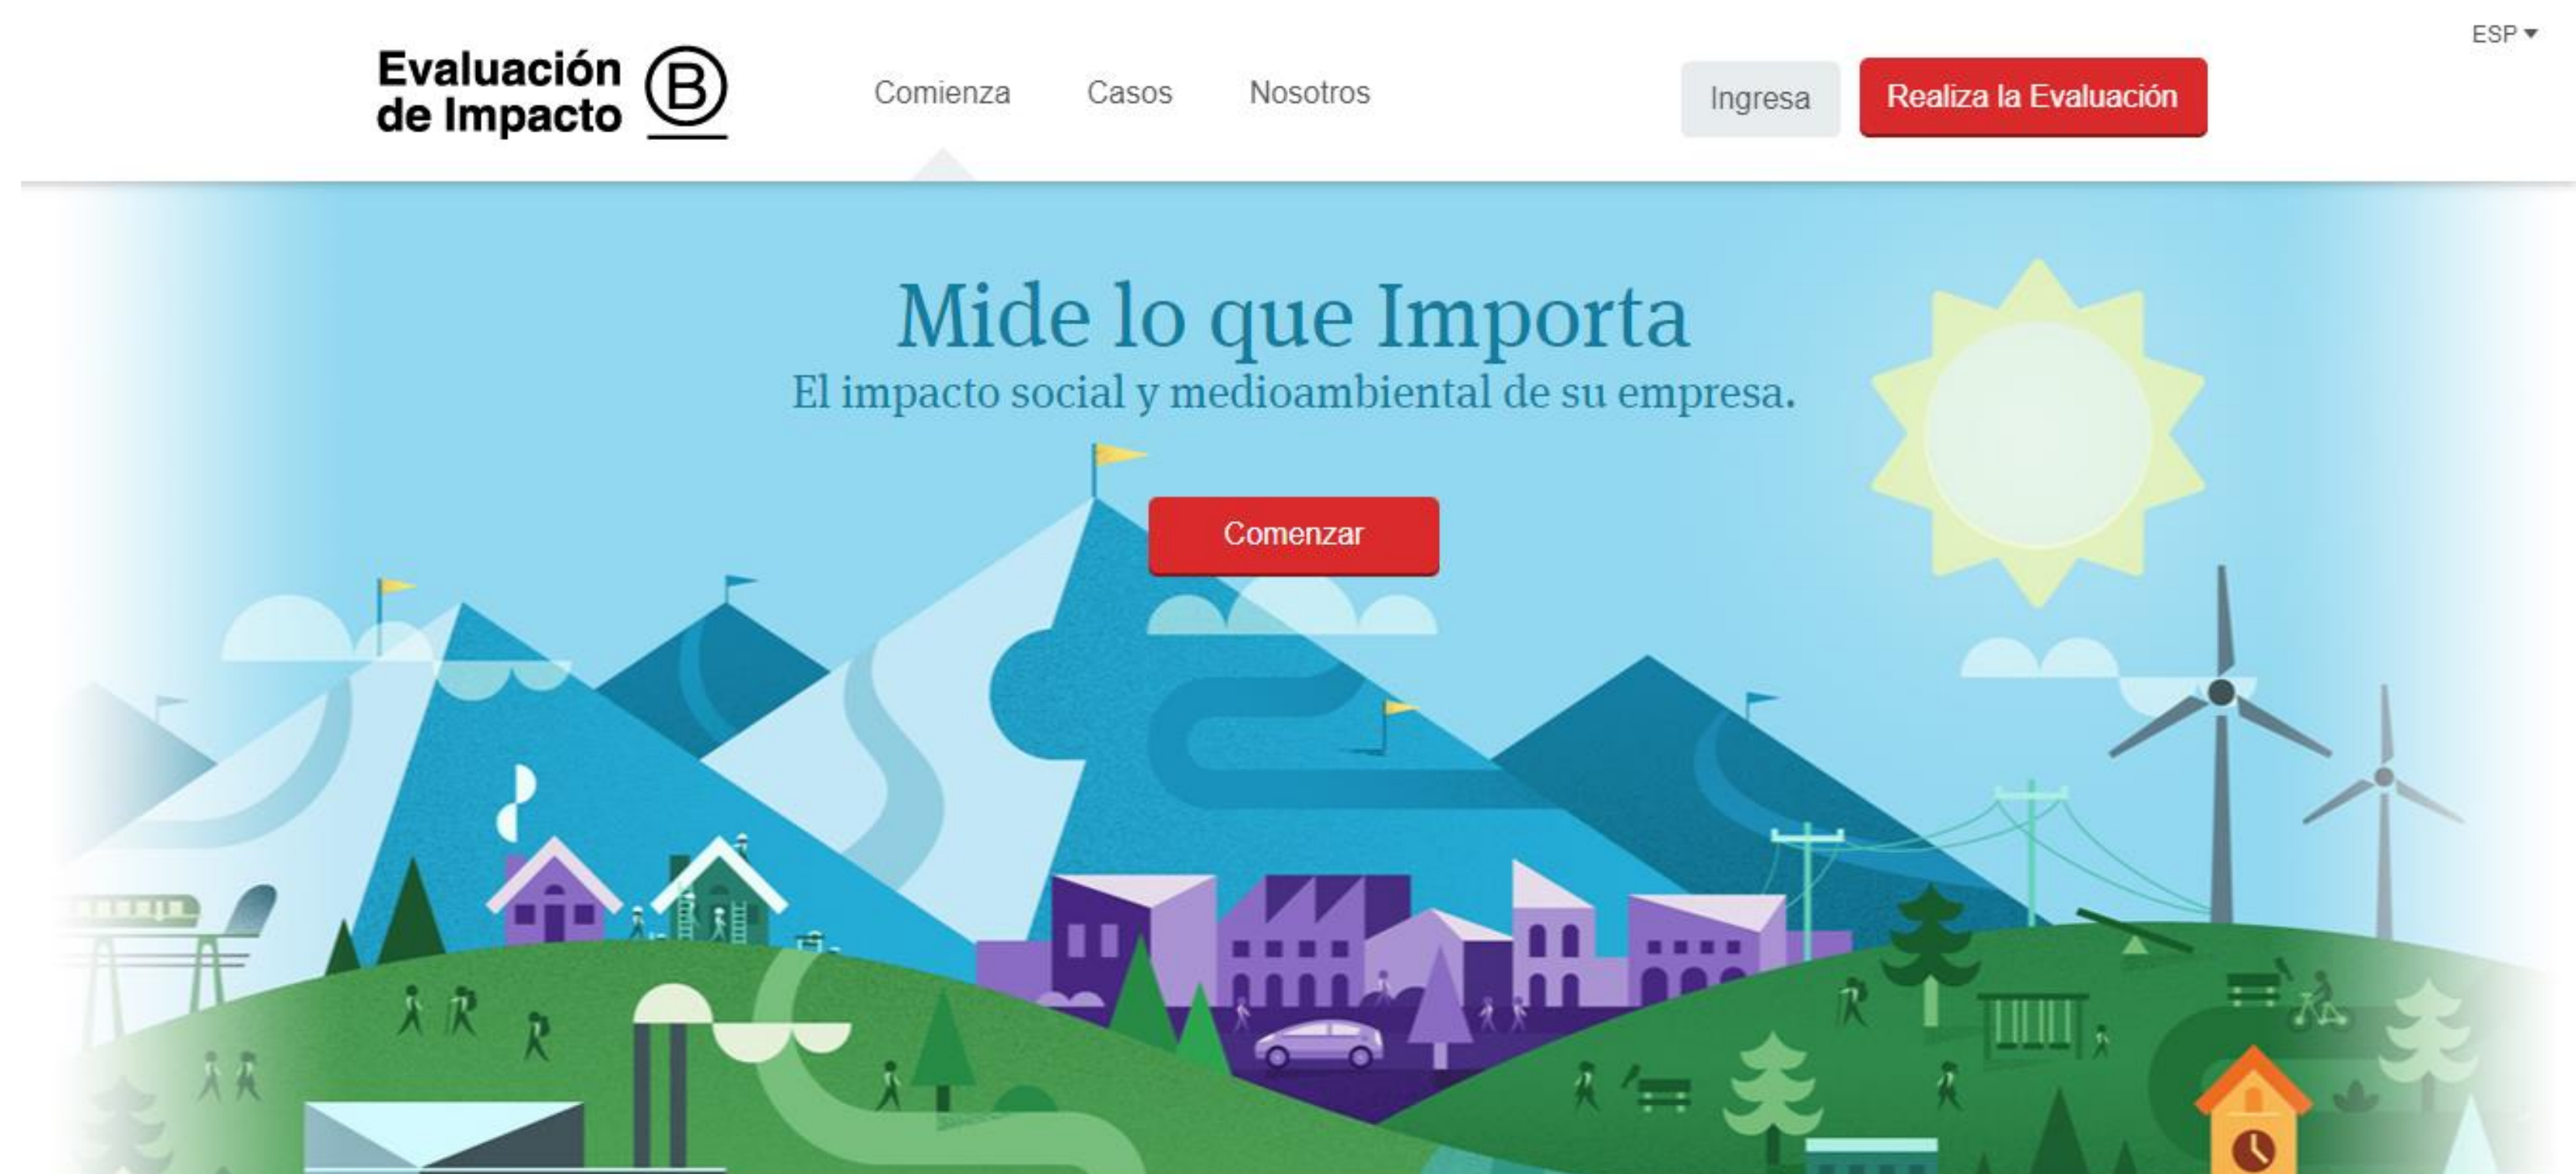 ESP
Evaluación
de Impacto
B
Comienza
Casos
Nosotros
Ingresa
Realiza la Evaluación
Mide lo que Importa
El impacto social y medioambiental de su empresa.
Comenzar